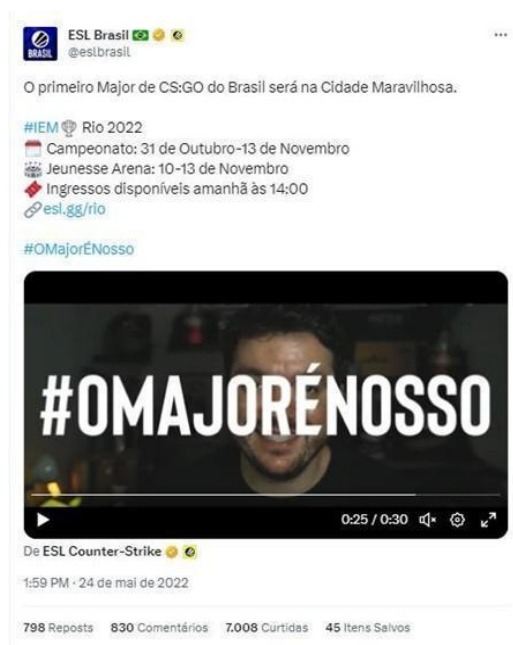 ESL Brasil
BRASIL
@eslbrasil
O primeiro Major de CS:GO do Brasil será na Cidade Maravilhosa.
#IEM Rio 2022
Campeonato: 31 de Outubro-13 de Novembro
Jeunesse Arena: 10-13 de Novembro
Ingressos disponíveis amanhã às 14:00
esl.gg/rio
#OMajorÉNosso
#OMAJORÉNOSSO
0:25 / 0:30
De ESL Counter-Strike
1:59 PM · 24 de mai de 2022
798 Reposts 830 Comentários 7.008 Curtidas 45 Itens Salvos